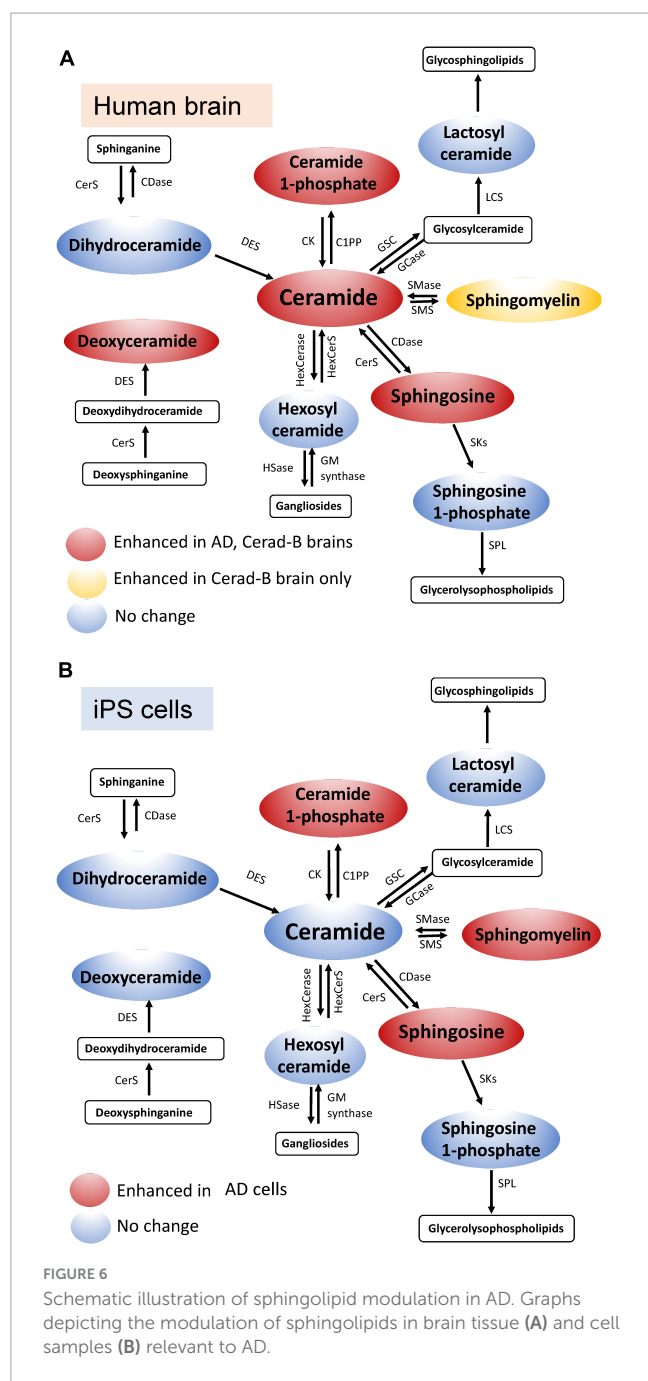 A
Human brain
Glycosphingolipids
Sphinganine
CerS
CDase
Ceramide
1-phosphate
Lactosyl
ceramide
LCS
Dihydroceramide
DES
CK
C1PP
GSC
GCase
Glycosylceramide
Ceramide
SMase
SMS
Sphingomyelin
Deoxyceramide
DES
Deoxydihydroceramide
CerS
Deoxysphinganine
HexCerase
HexCerS
CDase
CerS
Sphingosine
Hexosyl
ceramide
HSase
GM
synthase
Gangliosides
SKs
Sphingosine
1-phosphate
SPL
Glycerolysophospholipids
Enhanced in AD, Cerad-B brains
Enhanced in Cerad-B brain only
No change
B
iPS cells
Glycosphingolipids
Sphinganine
CerS
CDase
Ceramide
1-phosphate
Lactosyl
ceramide
LCS
Dihydroceramide
DES
CK
C1PP
GSC
GCase
Glycosylceramide
Ceramide
SMase
SMS
Sphingomyelin
Deoxyceramide
DES
Deoxydihydroceramide
CerS
Deoxysphinganine
HexCerase
HexCerS
CDase
CerS
Sphingosine
Hexosyl
ceramide
HSase
GM
synthase
Gangliosides
SKs
Sphingosine
1-phosphate
SPL
Glycerolysophospholipids
Enhanced in AD cells
No change
FIGURE 6
Schematic illustration of sphingolipid modulation in AD. Graphs
depicting the modulation of sphingolipids in brain tissue (A) and cell
samples (B) relevant to AD.